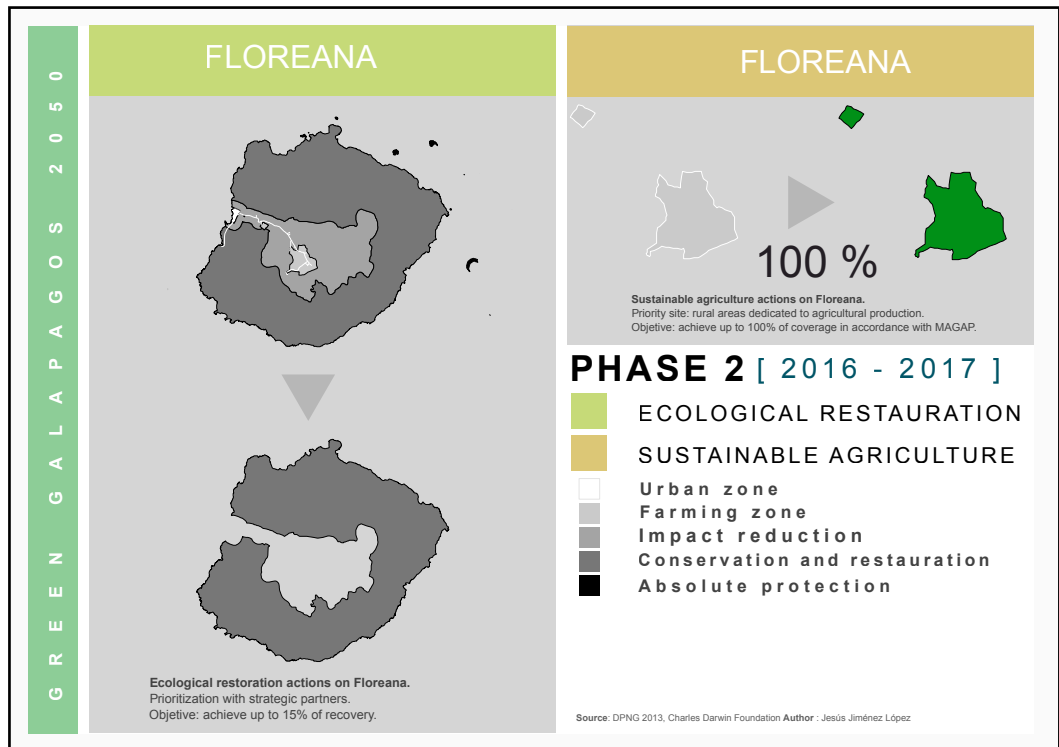 GREEN GALAPAGOS 2050
FLOREANA
Ecological restoration actions on Floreana.
Prioritization with strategic partners.
Objetive: achieve up to 15% of recovery.
FLOREANA
100 %
Sustainable agriculture actions on Floreana.
Priority site: rural areas dedicated to agricultural production.
Objetive: achieve up to 100% of coverage in accordance with MAGAP.
PHASE 2 [ 2016 - 2017 ]
ECOLOGICAL RESTAURATION
SUSTAINABLE AGRICULTURE
Urban zone
Farming zone
Impact reduction
Conservation and restauration
Absolute protection
Source: DPNG 2013, Charles Darwin Foundation Author : Jesús Jiménez López